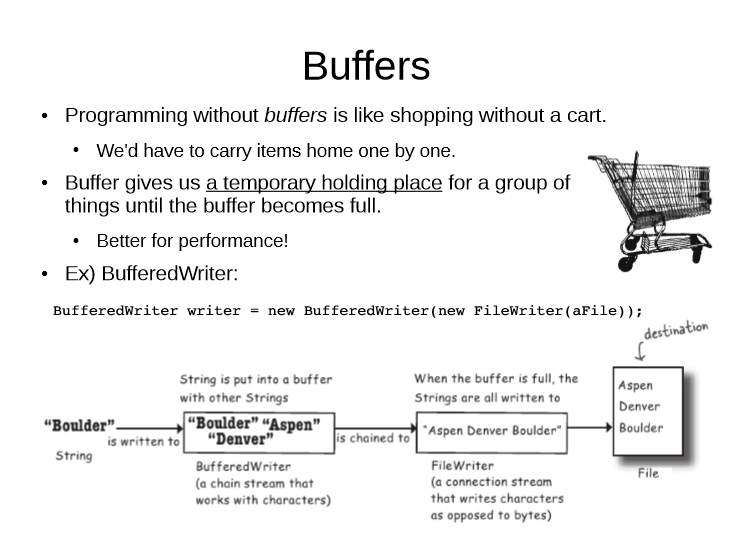 Buffers
• Programming without buffers is like shopping without a cart.
• We'd have to carry items home one by one.
• Buffer gives us a temporary holding place for a group of
things until the buffer becomes full.
• Better for performance!
• Ex) BufferedWriter:
BufferedWriter writer = new BufferedWriter(new FileWriter(aFile));
destination
String is put into a buffer
with other Strings
When the buffer is full, the
Strings are all written to
"Boulder"
is written to
String
"Boulder" "Aspen"
"Denver"
is chained to
"Aspen Denver Boulder"
Aspen
Denver
Boulder
File
BufferedWriter
(a chain stream that
works with characters)
FileWriter
(a connection stream
that writes characters
as opposed to bytes)